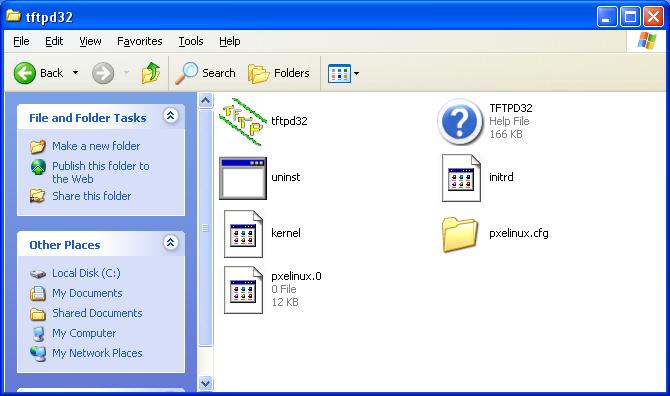 tftpd32
File Edit View Favorites Tools Help
Back Search Folders
File and Folder Tasks
Make a new folder
Publish this folder to
the Web
Share this folder
Other Places
Local Disk (C:)
My Documents
Shared Documents
My Computer
My Network Places
TFTP
tftpd32
TFTPD32
Help File
166 KB
uninst
initrd
kernel
pxelinux.cfg
pxelinux.0
0 File
12 KB